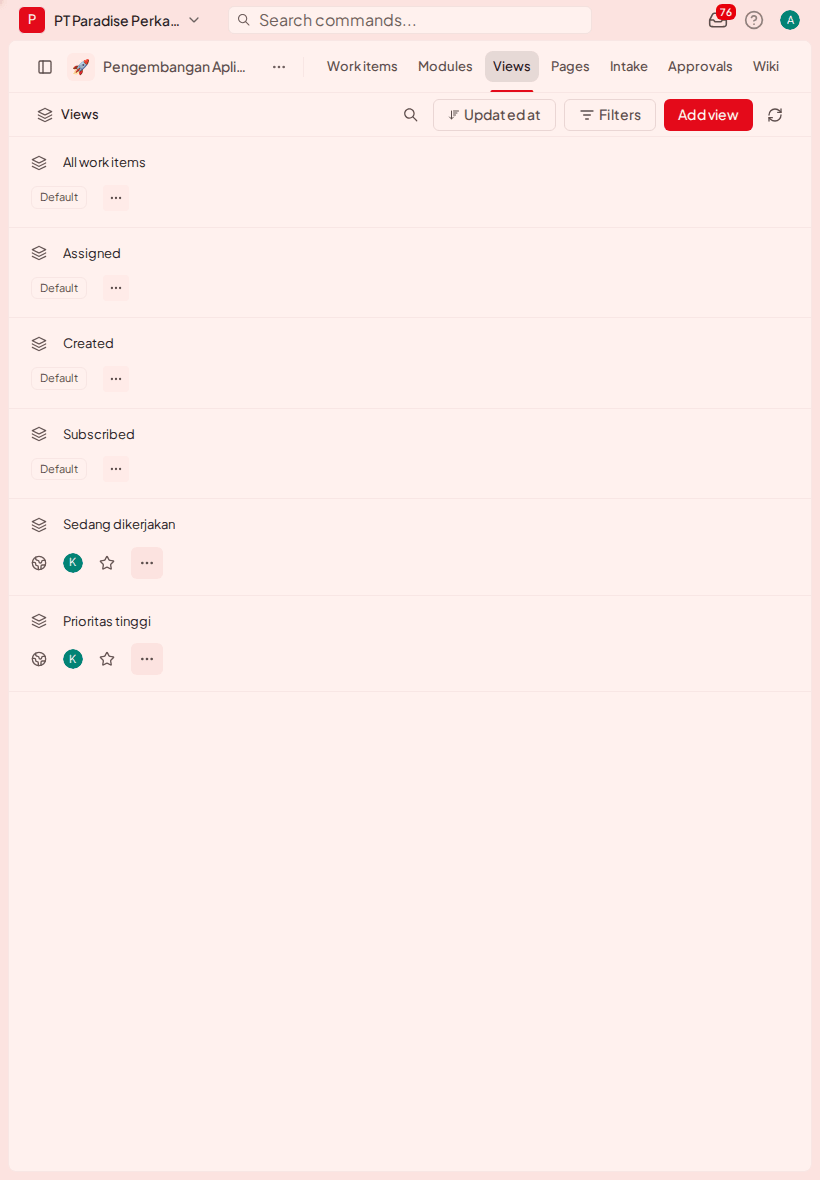 P PT Paradise Perka... Search commands... 76 A
Pengembangan Apli... Work items Modules Views Pages Intake Approvals Wiki
Views Updated at Filters Add view
All work items
Default
Assigned
Default
Created
Default
Subscribed
Default
Sedang dikerjakan
K
Prioritas tinggi
K